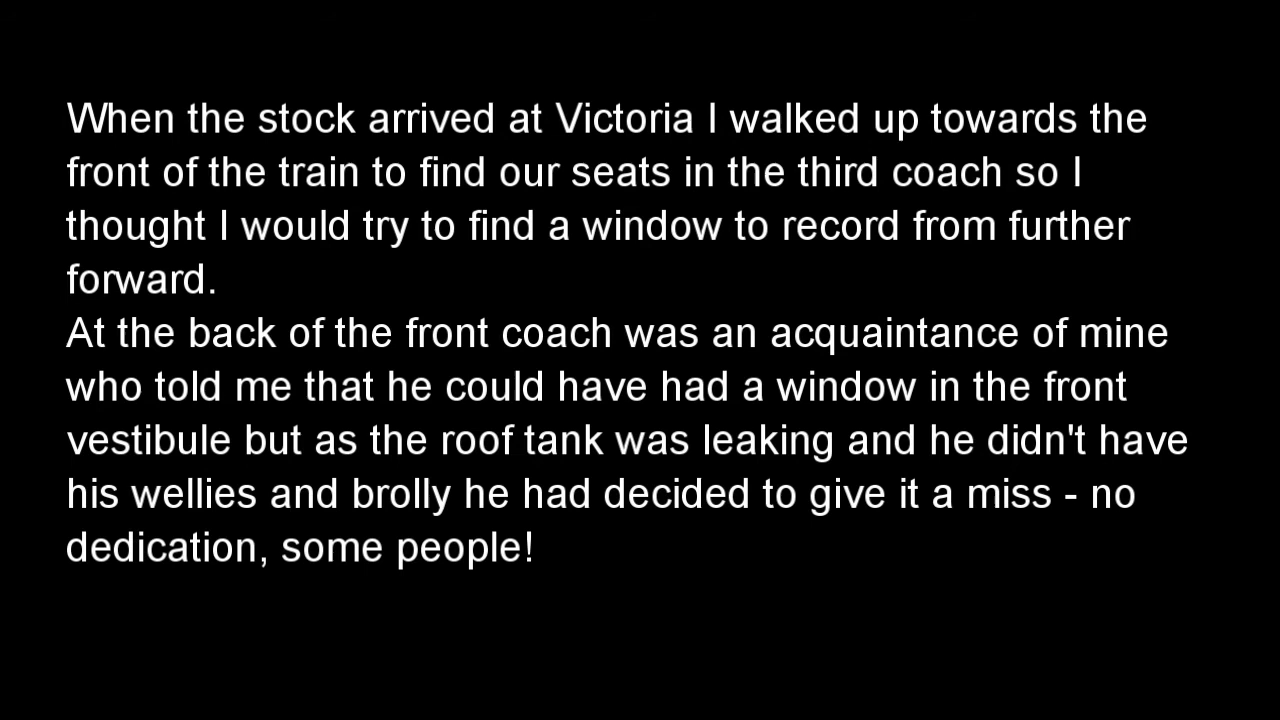 When the stock arrived at Victoria I walked up towards the
front of the train to find our seats in the third coach so I
thought I would try to find a window to record from further
forward.
At the back of the front coach was an acquaintance of mine
who told me that he could have had a window in the front
vestibule but as the roof tank was leaking and he didn't have
his wellies and brolly he had decided to give it a miss - no
dedication, some people!